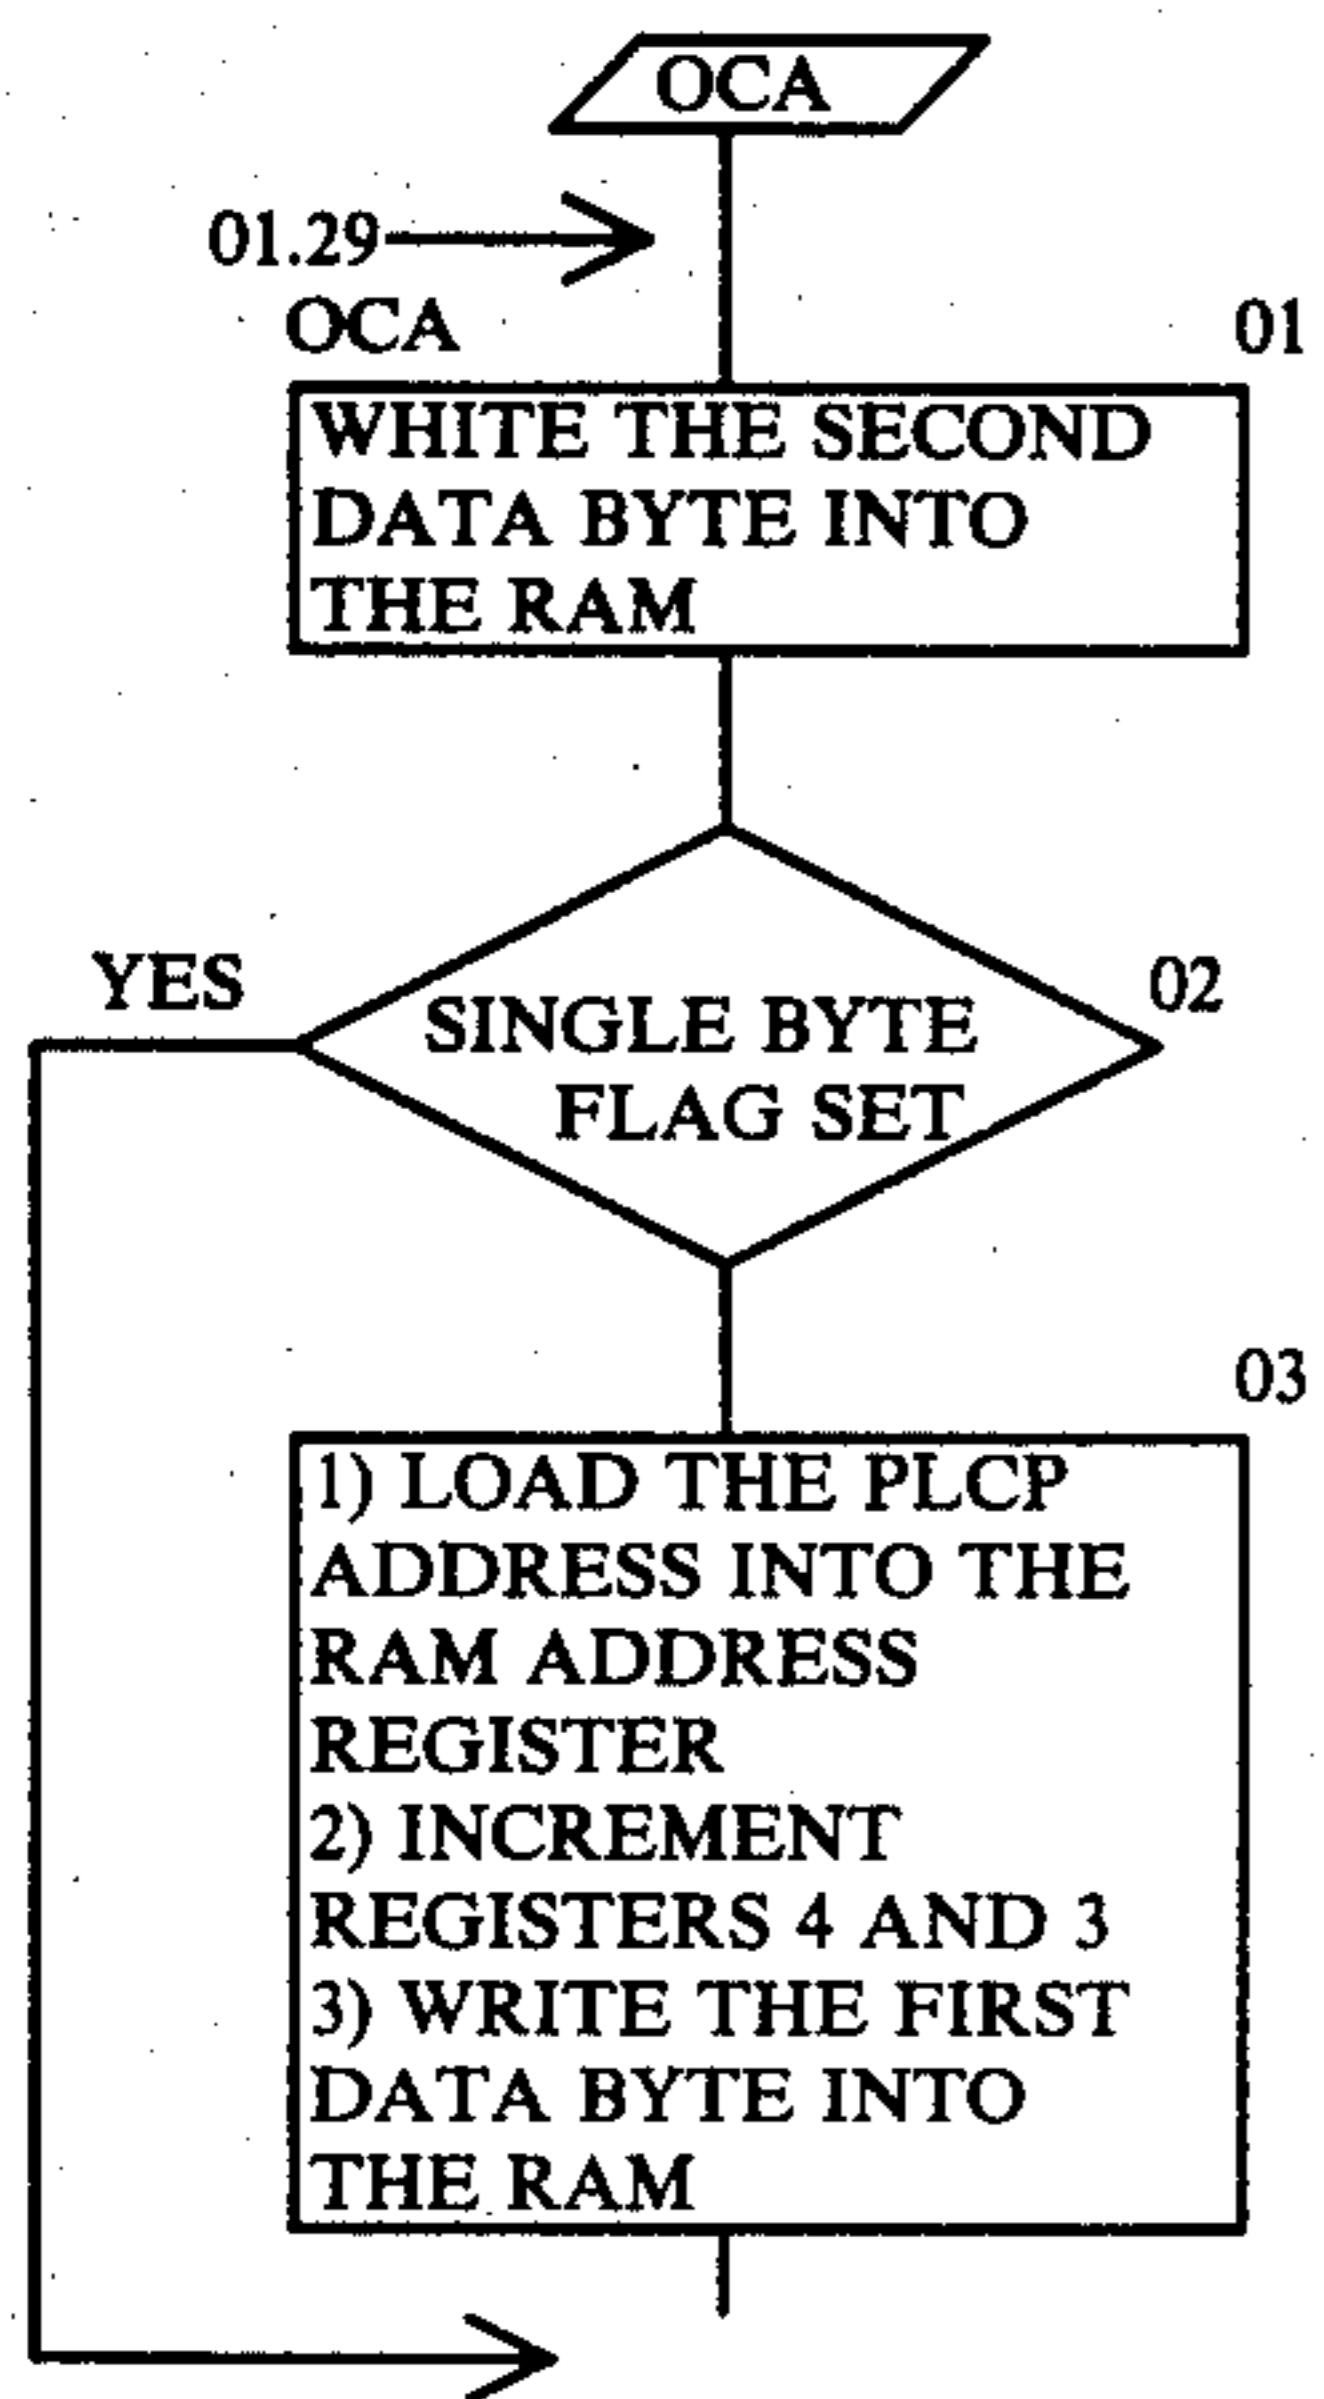 OCA
01.29
OCA
01
WHITE THE SECOND
DATA BYTE INTO
THE RAM
YES
02
SINGLE BYTE
FLAG SET
03
1) LOAD THE PLCP
ADDRESS INTO THE
RAM ADDRESS
REGISTER
2) INCREMENT
REGISTERS 4 AND 3
3) WRITE THE FIRST
DATA BYTE INTO
THE RAM